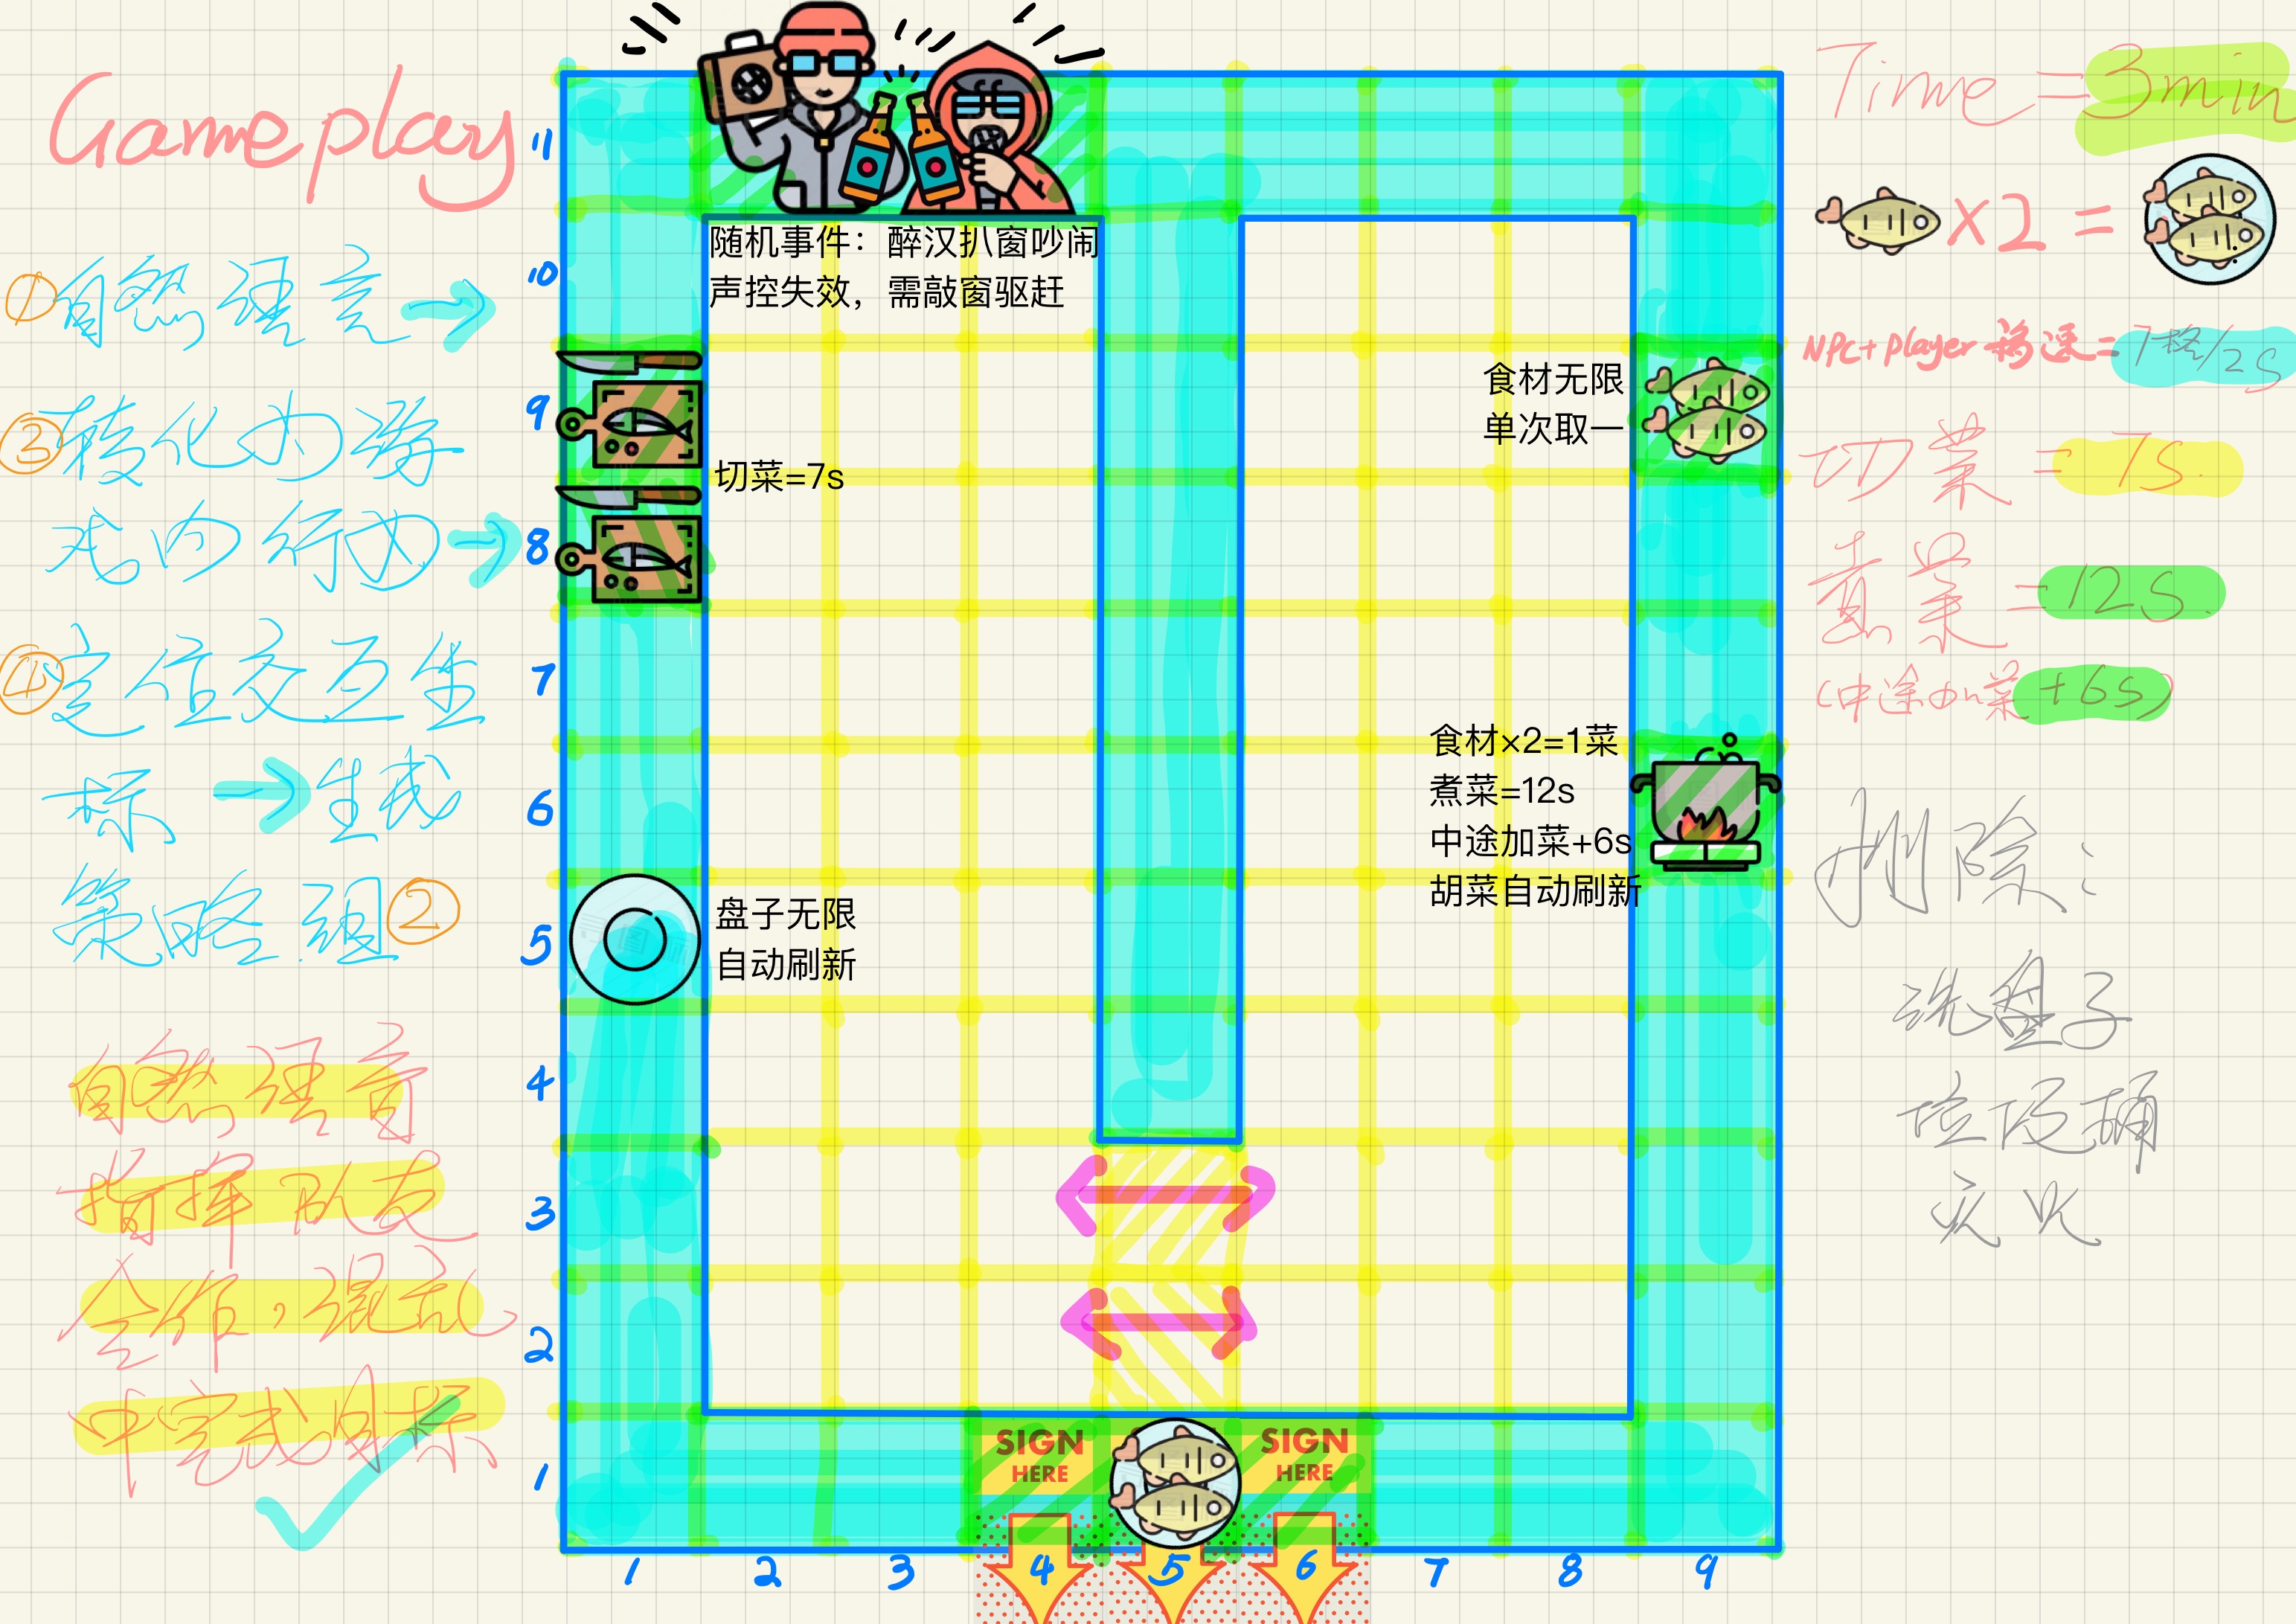 Gameplay
①自然语言→
③转化为游
戏内行为→
④定位交互坐
标→生成
策略组②
自然语言
指挥队友
合作,混乱
中完成目标
随机事件：醉汉扒窗吵闹
声控失效，需敲窗驱赶
切菜=7s
盘子无限
自动刷新
食材无限
单次取一
食材×2=1菜
煮菜=12s
中途加菜+6s
胡菜自动刷新
11
10
9
8
7
6
5
4
3
2
1
SIGN
HERE
SIGN
HERE
1 2 3 4 5 6 7 8 9
Time=3min
×2=
NPC+player移速=1格/2s
切菜=7s.
煮菜=12s.
(中途加菜+6s)
删除：
洗盘子
垃圾桶
灭火